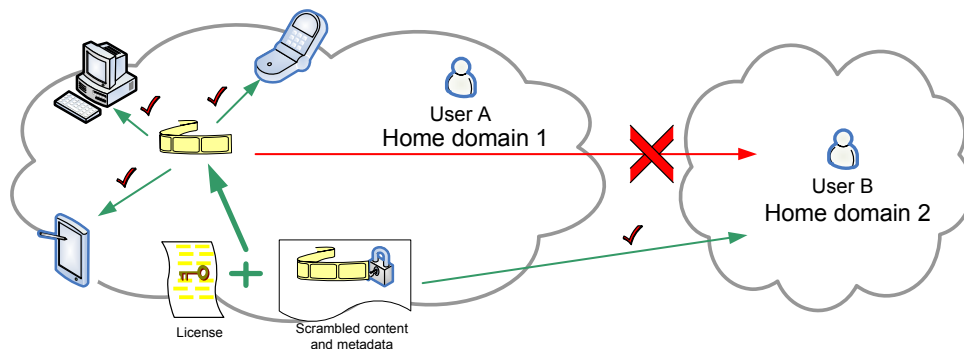 User A
Home domain 1
User B
Home domain 2
License
Scrambled content
and metadata